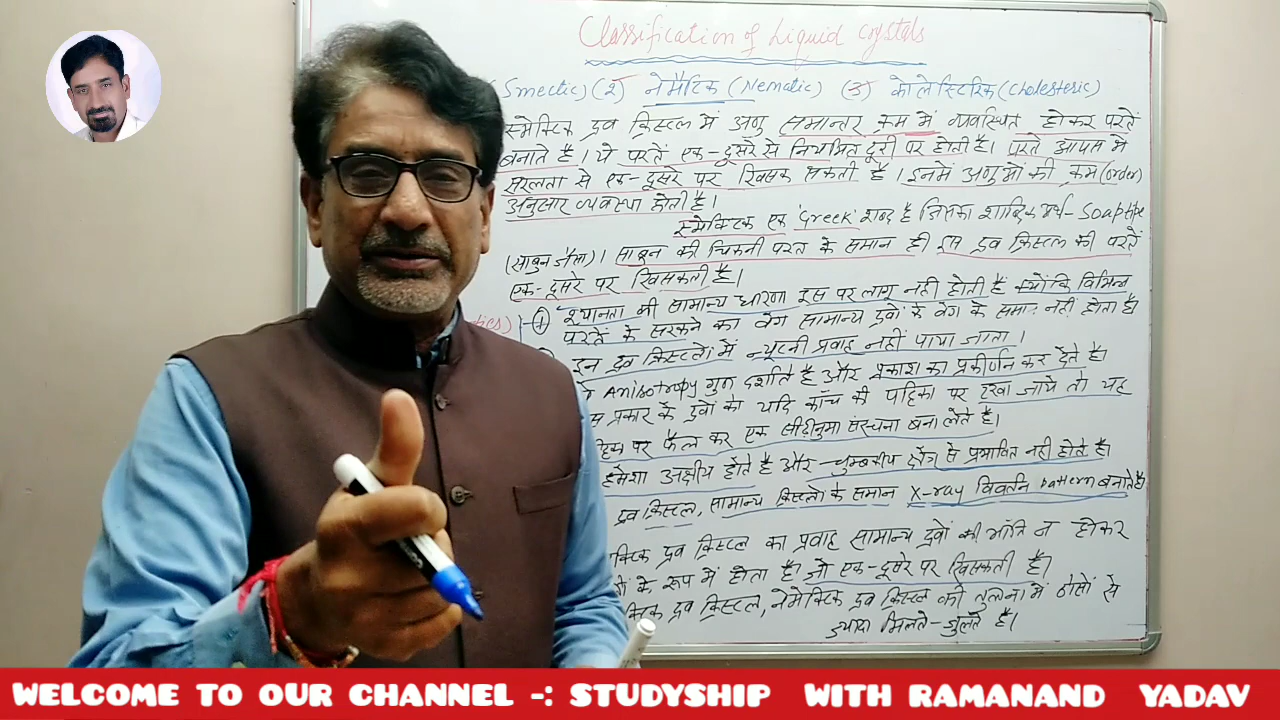 Classification of Liquid crystals
Smectic) (2) नेमैटिक (Nematic) (3) कोलेस्टिरिक (Cholesteric)
स्मेक्टिक द्रव क्रिस्टल में अणु समान्तर क्रम में व्यवस्थित होकर परतें
बनाते है। ये परतें एक-दूसरे से नियमित दूरी पर होती है। परतें आपस में
सरलता से एक-दूसरे पर खिसक सकती है। इनमें अणुओं की क्रम (order)
अनुसार व्यवस्था होती है।
स्मेक्टिक एक 'Greek' शब्द है जिसका शाब्दिक अर्थ - Soap type
(साबुन जैसा)। साबुन की चिकनी परत के समान ही इस द्रव क्रिस्टल की परतें
एक-दूसरे पर खिसकती है।
tics) - (1) श्यानता की सामान्य धारणा इस पर लागू नहीं होती है क्योंकि विभिन्न
परतों के सरकने का वेग सामान्य द्रवों के वेग के समान नहीं होता है
इन द्रव क्रिस्टलों में न्यूटनी प्रवाह नहीं पाया जाता।
Anisotropy गुण दर्शाते है और प्रकाश का प्रकीर्णन कर देते है।
प्रकार के द्रवों को यदि काँच की पट्टिका पर रखा जाये तो यह
पर फैल कर एक सीढ़ीनुमा संरचना बना लेते है।
हमेशा अक्षीय होते है और चुम्बकीय क्षेत्र से प्रभावित नहीं होते है।
द्रव क्रिस्टल, सामान्य क्रिस्टलों के समान X-ray विवर्तन pattern बनाते है
क्टिक द्रव क्रिस्टल का प्रवाह सामान्य द्रवों की भाँति न होकर
के रूप में होता है जो एक-दूसरे पर खिसकती है।
क्टिक द्रव क्रिस्टल, नेमेक्टिक द्रव क्रिस्टल की तुलना में ठोसों से
ज्यादा मिलते-जुलते है।
WELCOME TO OUR CHANNEL -: STUDYSHIP WITH RAMANAND YADAV